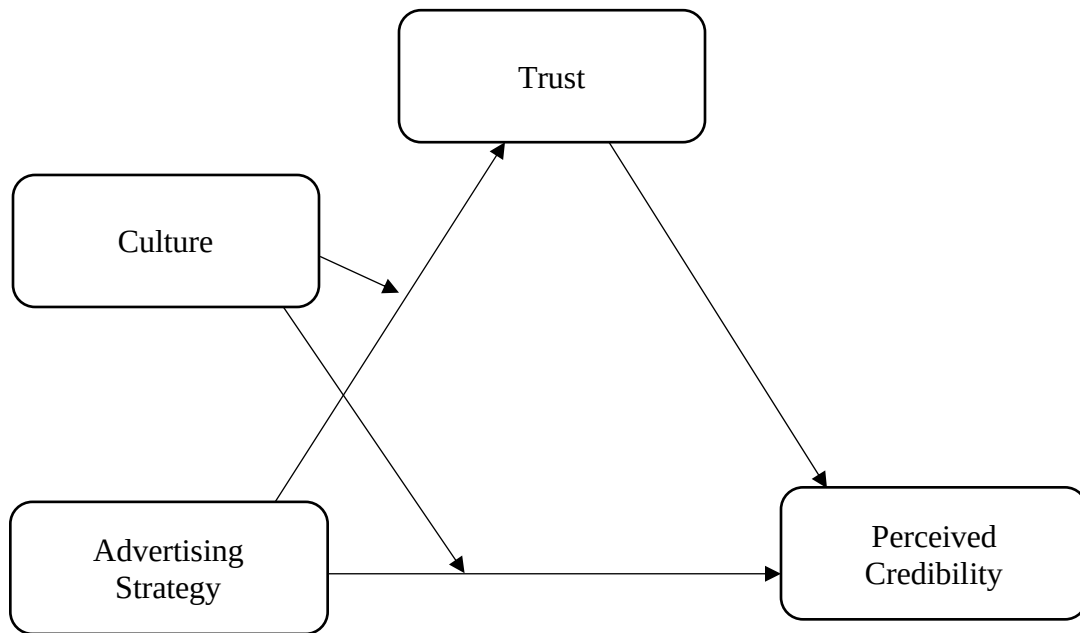 Trust
Culture
Advertising
Strategy
Perceived
Credibility